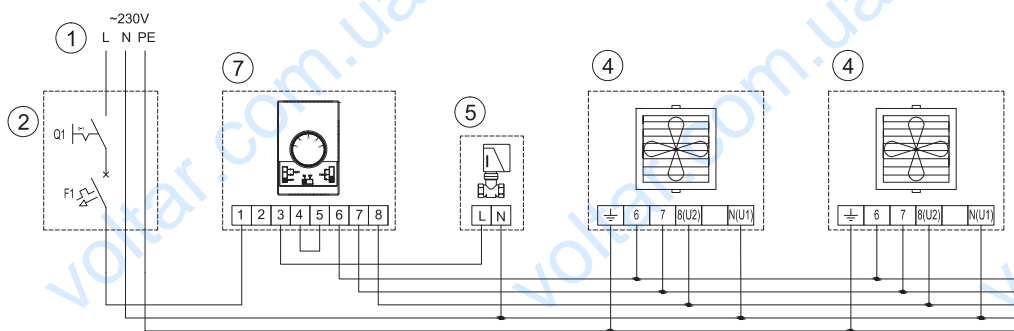 ~230V
1 L N PE
7
4
4
2
Q1
F1
5
1 2 3 4 5 6 7 8
L N
6 7 8(U2) N(U1)
6 7 8(U2) N(U1)
voltar.com.ua
voltar.com.ua